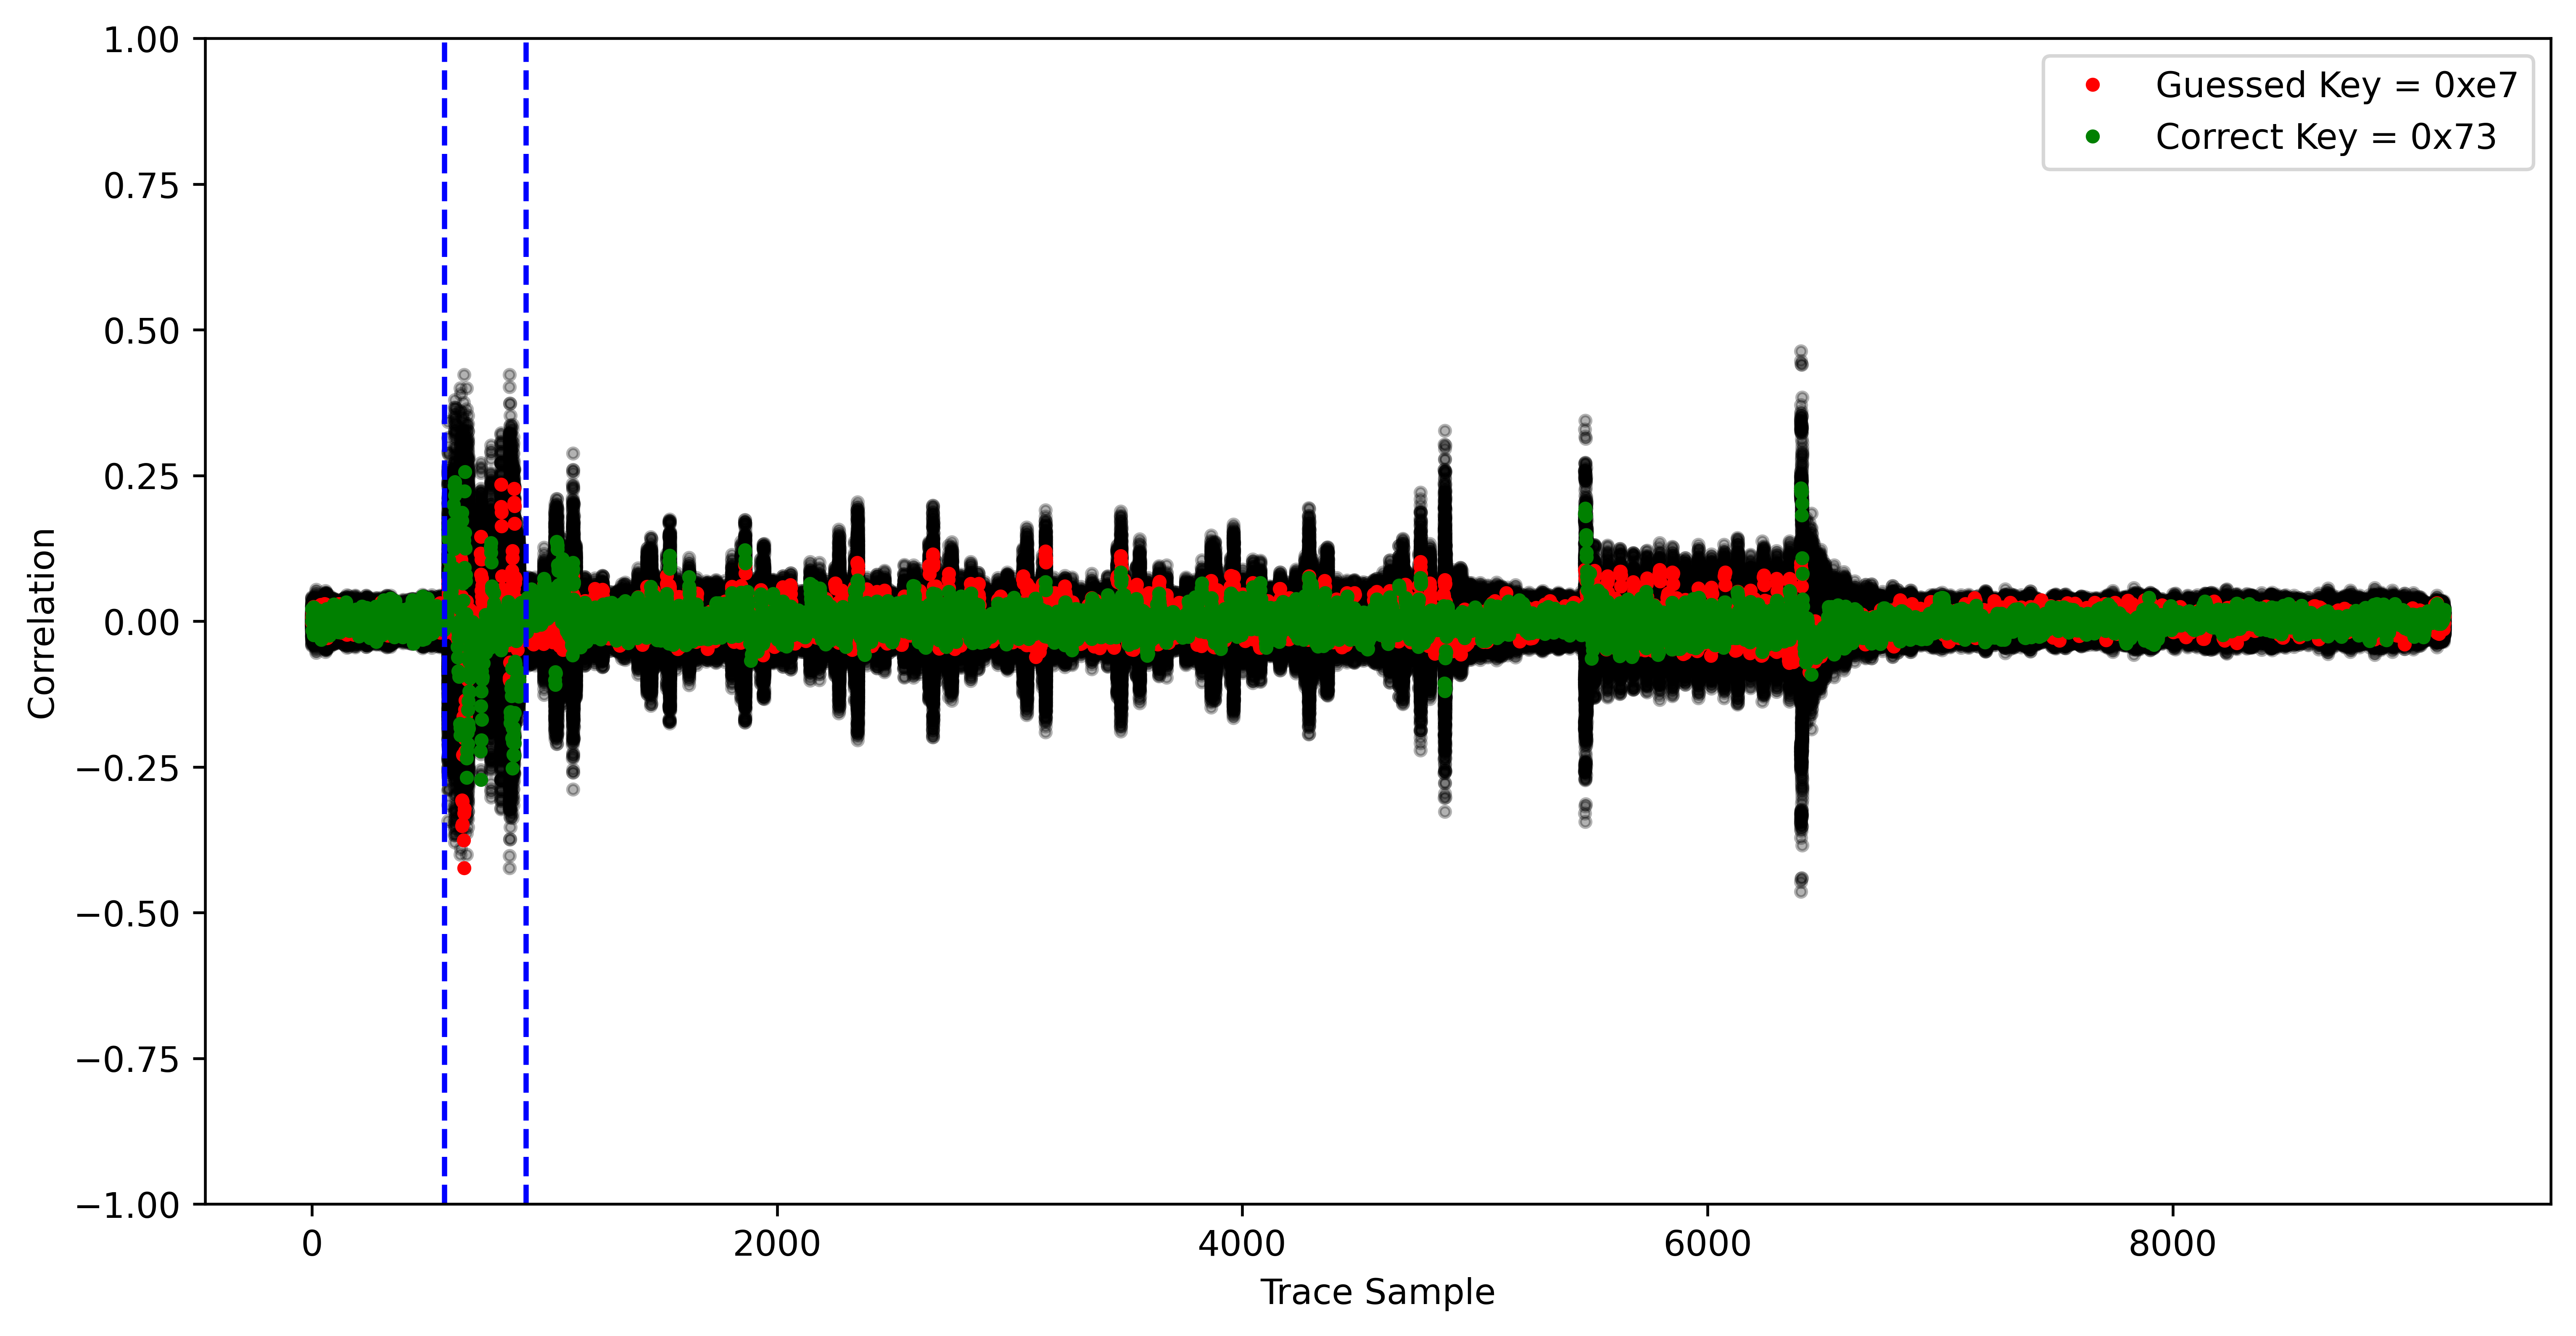 1.00
0.75
0.50
0.25
0.00
−0.25
−0.50
−0.75
−1.00
Correlation
0 2000 4000 6000 8000
Trace Sample
Guessed Key = 0xe7
Correct Key = 0x73